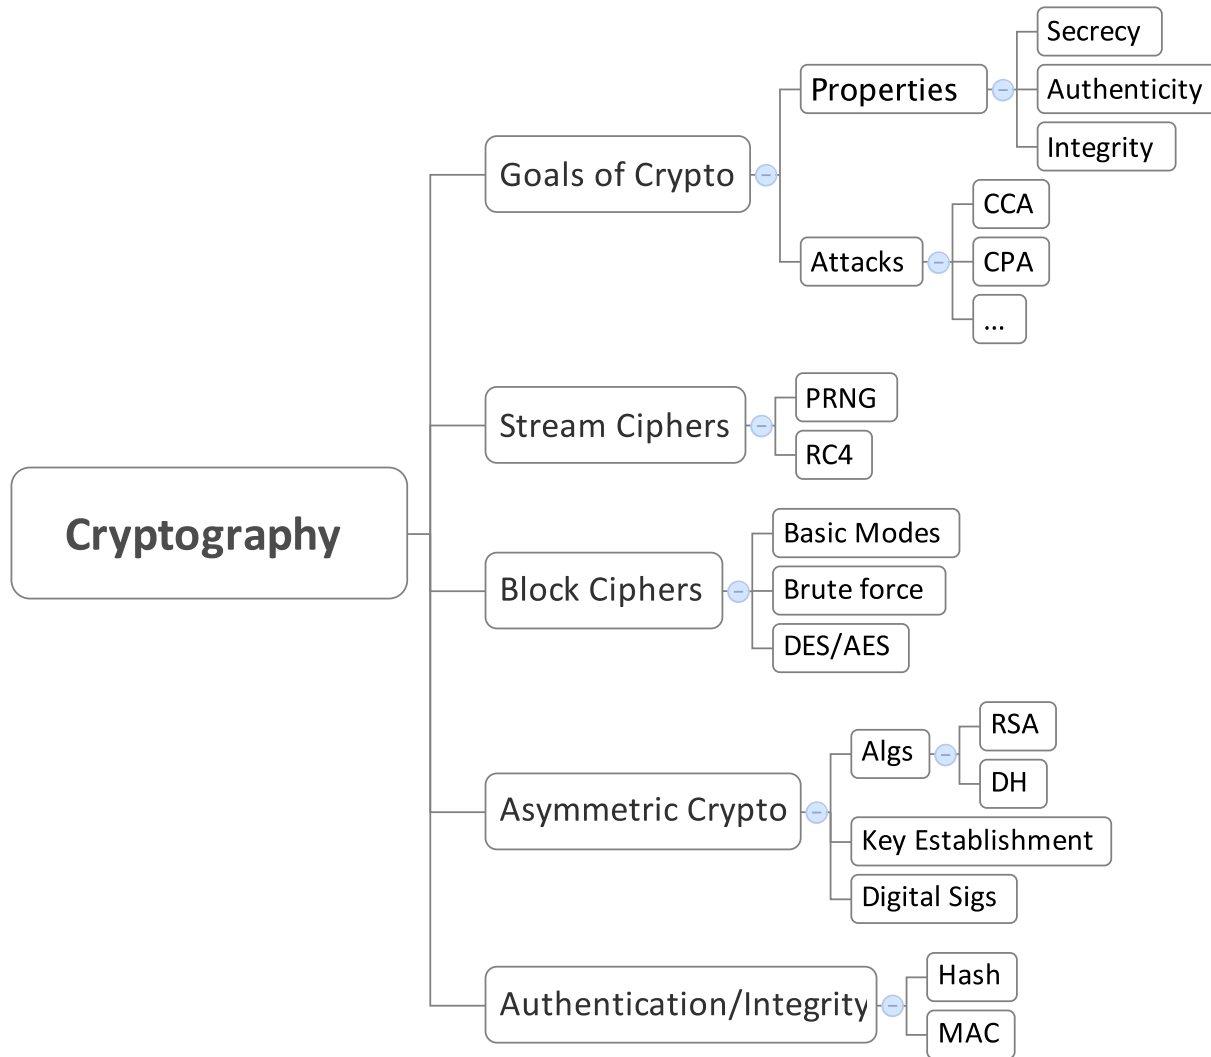 Cryptography
Goals of Crypto
Properties
Secrecy
Authenticity
Integrity
Attacks
CCA
CPA
...
Stream Ciphers
PRNG
RC4
Block Ciphers
Basic Modes
Brute force
DES/AES
Asymmetric Crypto
Algs
RSA
DH
Key Establishment
Digital Sigs
Authentication/Integrity
Hash
MAC